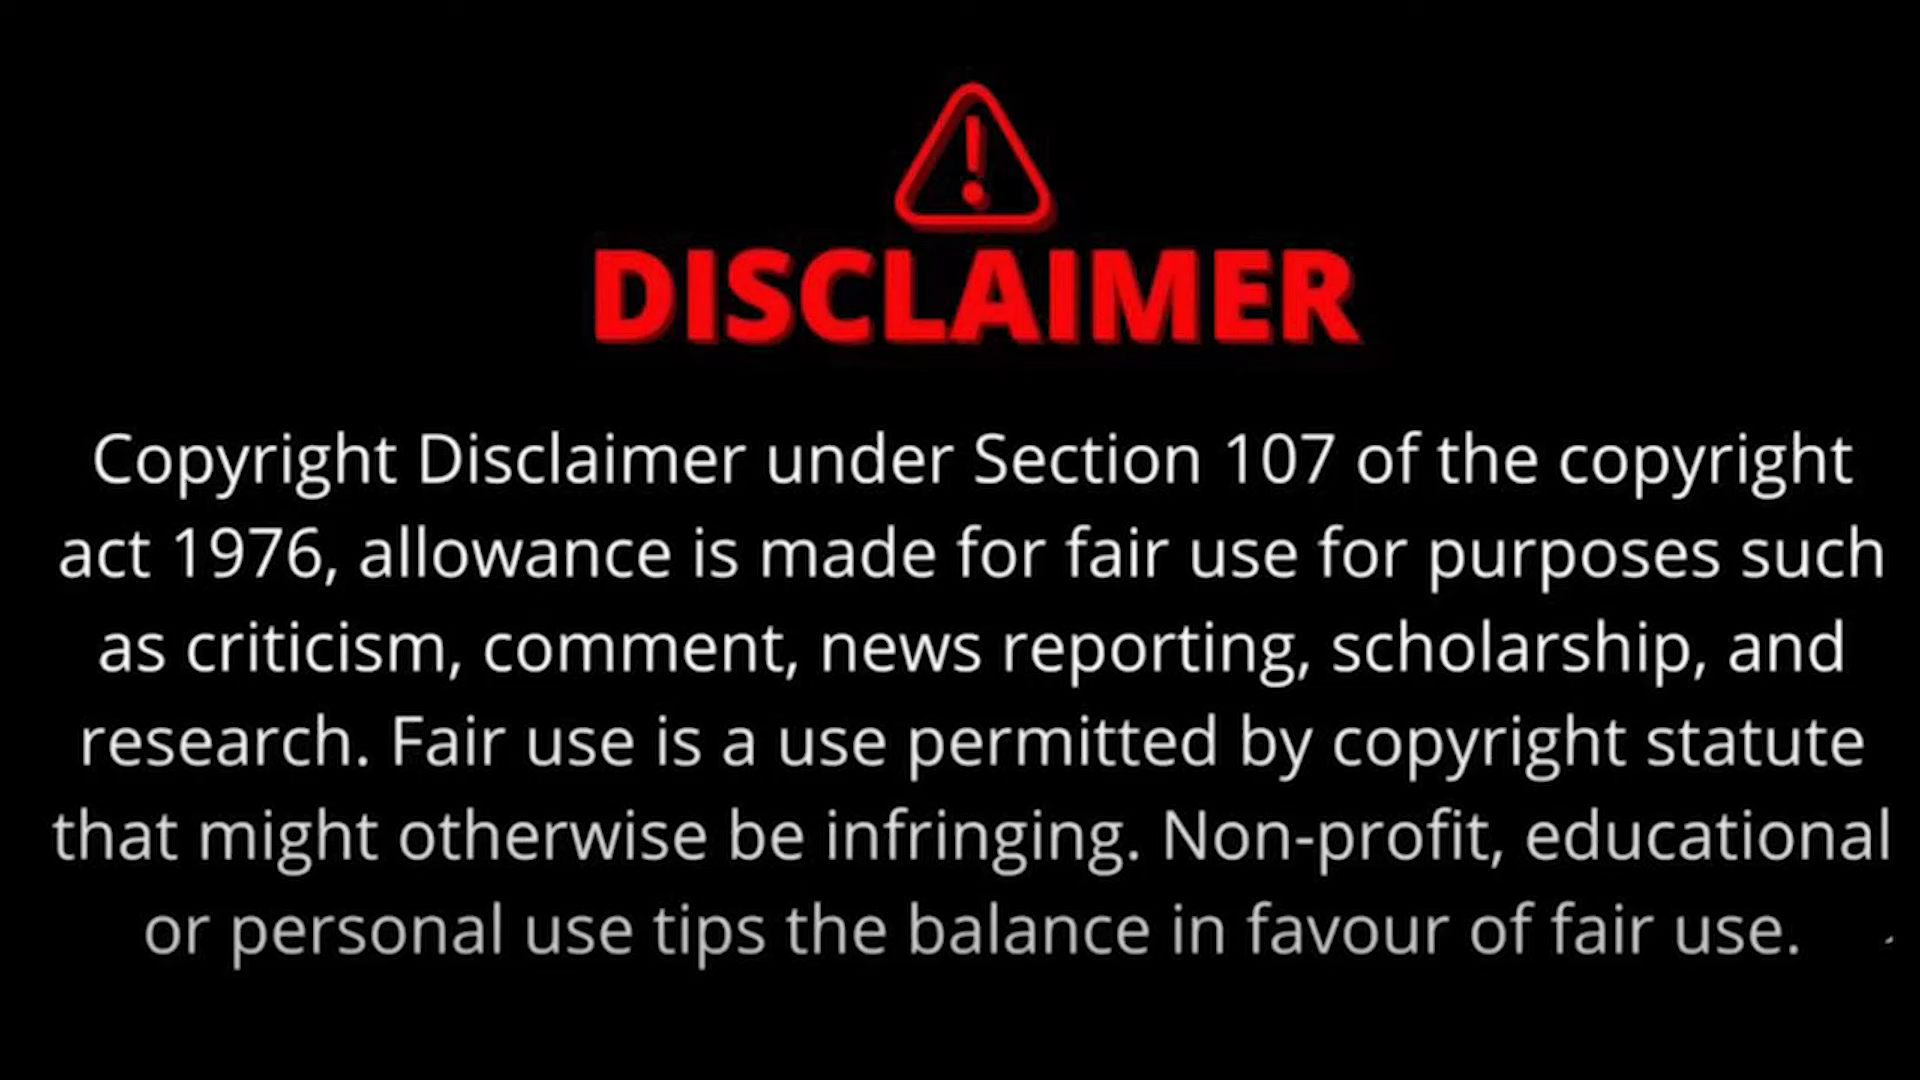 DISCLAIMER
Copyright Disclaimer under Section 107 of the copyright
act 1976, allowance is made for fair use for purposes such
as criticism, comment, news reporting, scholarship, and
research. Fair use is a use permitted by copyright statute
that might otherwise be infringing. Non-profit, educational
or personal use tips the balance in favour of fair use.